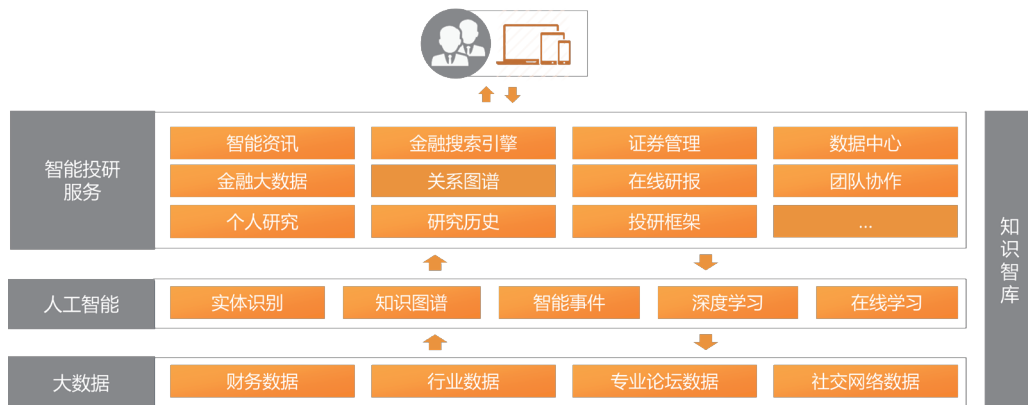 智能投研
服务
智能资讯
金融搜索引擎
证券管理
数据中心
金融大数据
关系图谱
在线研报
团队协作
个人研究
研究历史
投研框架
...
人工智能
实体识别
知识图谱
智能事件
深度学习
在线学习
大数据
财务数据
行业数据
专业论坛数据
社交网络数据
知识智库